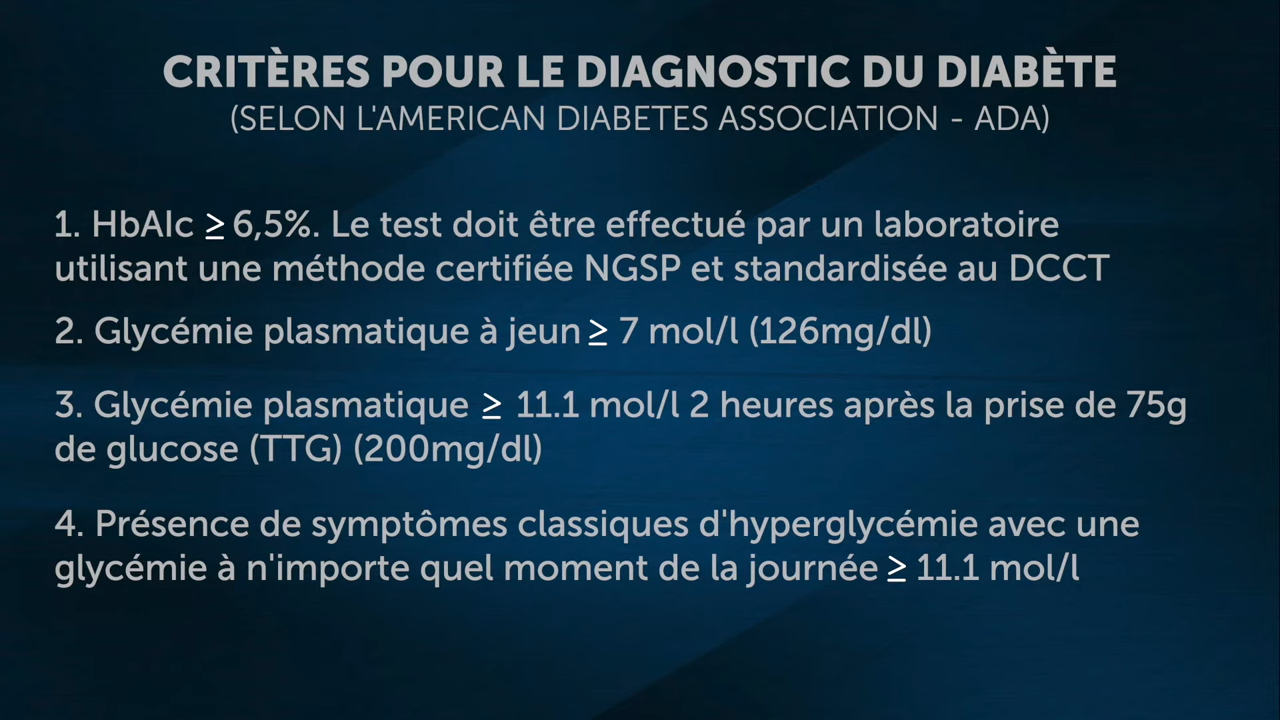 CRITÈRES POUR LE DIAGNOSTIC DU DIABÈTE
(SELON L'AMERICAN DIABETES ASSOCIATION - ADA)
1. HbAIc ≥ 6,5%. Le test doit être effectué par un laboratoire
utilisant une méthode certifiée NGSP et standardisée au DCCT
2. Glycémie plasmatique à jeun ≥ 7 mol/l (126mg/dl)
3. Glycémie plasmatique ≥ 11.1 mol/l 2 heures après la prise de 75g
de glucose (TTG) (200mg/dl)
4. Présence de symptômes classiques d'hyperglycémie avec une
glycémie à n'importe quel moment de la journée ≥ 11.1 mol/l